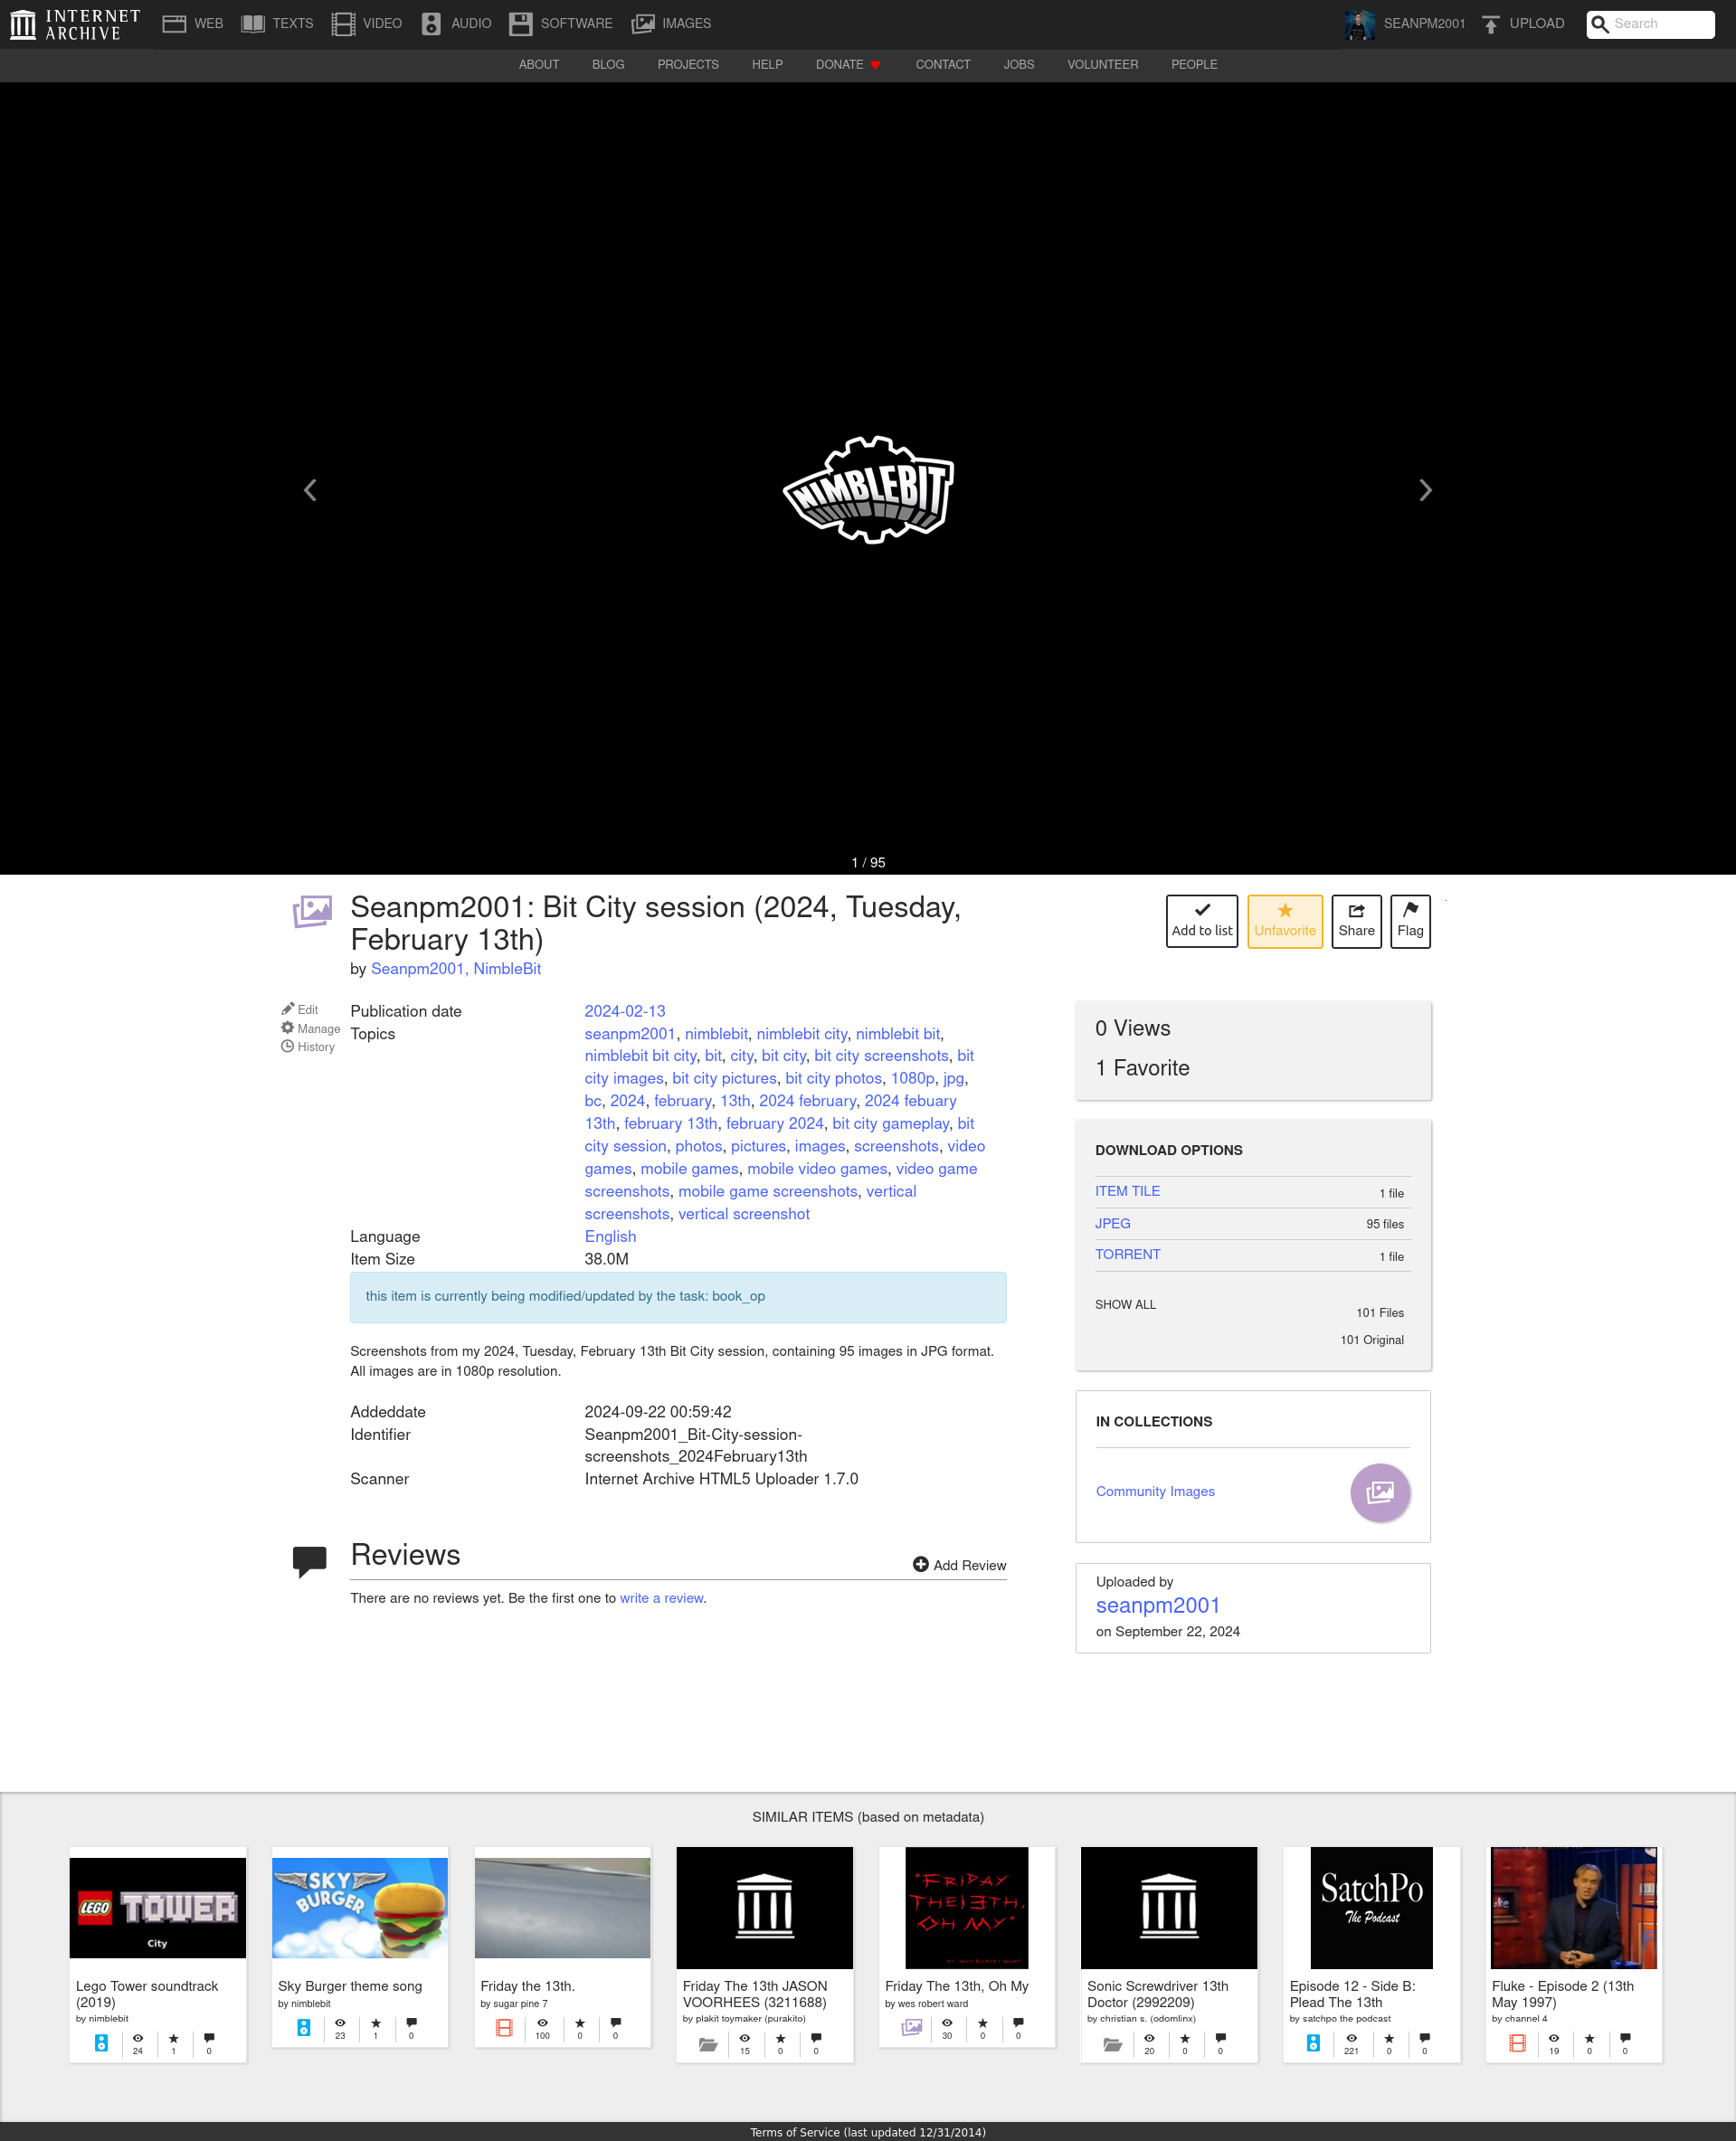 INTERNET ARCHIVE
WEB
TEXTS
VIDEO
AUDIO
SOFTWARE
IMAGES
SEANPM2001
UPLOAD
Search
ABOUT
BLOG
PROJECTS
HELP
DONATE
CONTACT
JOBS
VOLUNTEER
PEOPLE
NIMBLEBIT
1 / 95
Seanpm2001: Bit City session (2024, Tuesday,
February 13th)
by Seanpm2001, NimbleBit
Add to list
Unfavorite
Share
Flag
Edit
Manage
History
Publication date 2024-02-13
Topics seanpm2001, nimblebit, nimblebit city, nimblebit bit,
nimblebit bit city, bit, city, bit city, bit city screenshots, bit
city images, bit city pictures, bit city photos, 1080p, jpg,
bc, 2024, february, 13th, 2024 february, 2024 febuary
13th, february 13th, february 2024, bit city gameplay, bit
city session, photos, pictures, images, screenshots, video
games, mobile games, mobile video games, video game
screenshots, mobile game screenshots, vertical
screenshots, vertical screenshot
Language English
Item Size 38.0M
this item is currently being modified/updated by the task: book_op
Screenshots from my 2024, Tuesday, February 13th Bit City session, containing 95 images in JPG format.
All images are in 1080p resolution.
Addeddate 2024-09-22 00:59:42
Identifier Seanpm2001_Bit-City-session-
screenshots_2024February13th
Scanner Internet Archive HTML5 Uploader 1.7.0
Reviews
Add Review
There are no reviews yet. Be the first one to write a review.
0 Views
1 Favorite
DOWNLOAD OPTIONS
ITEM TILE 1 file
JPEG 95 files
TORRENT 1 file
SHOW ALL 101 Files
101 Original
IN COLLECTIONS
Community Images
Uploaded by
seanpm2001
on September 22, 2024
SIMILAR ITEMS (based on metadata)
LEGO TOWER
City
Lego Tower soundtrack
(2019)
by nimblebit
24 1 0
SKY BURGER
Sky Burger theme song
by nimblebit
23 1 0
Friday the 13th.
by sugar pine 7
100 0 0
Friday The 13th JASON
VOORHEES (3211688)
by plakit toymaker (purakito)
15 0 0
"FRIDAY
THE 13TH,
OH MY"
Friday The 13th, Oh My
by wes robert ward
30 0 0
Sonic Screwdriver 13th
Doctor (2992209)
by christian s. (odomlinx)
20 0 0
SatchPo
The Podcast
Episode 12 - Side B:
Plead The 13th
by satchpo the podcast
221 0 0
Fluke - Episode 2 (13th
May 1997)
by channel 4
19 0 0
Terms of Service (last updated 12/31/2014)